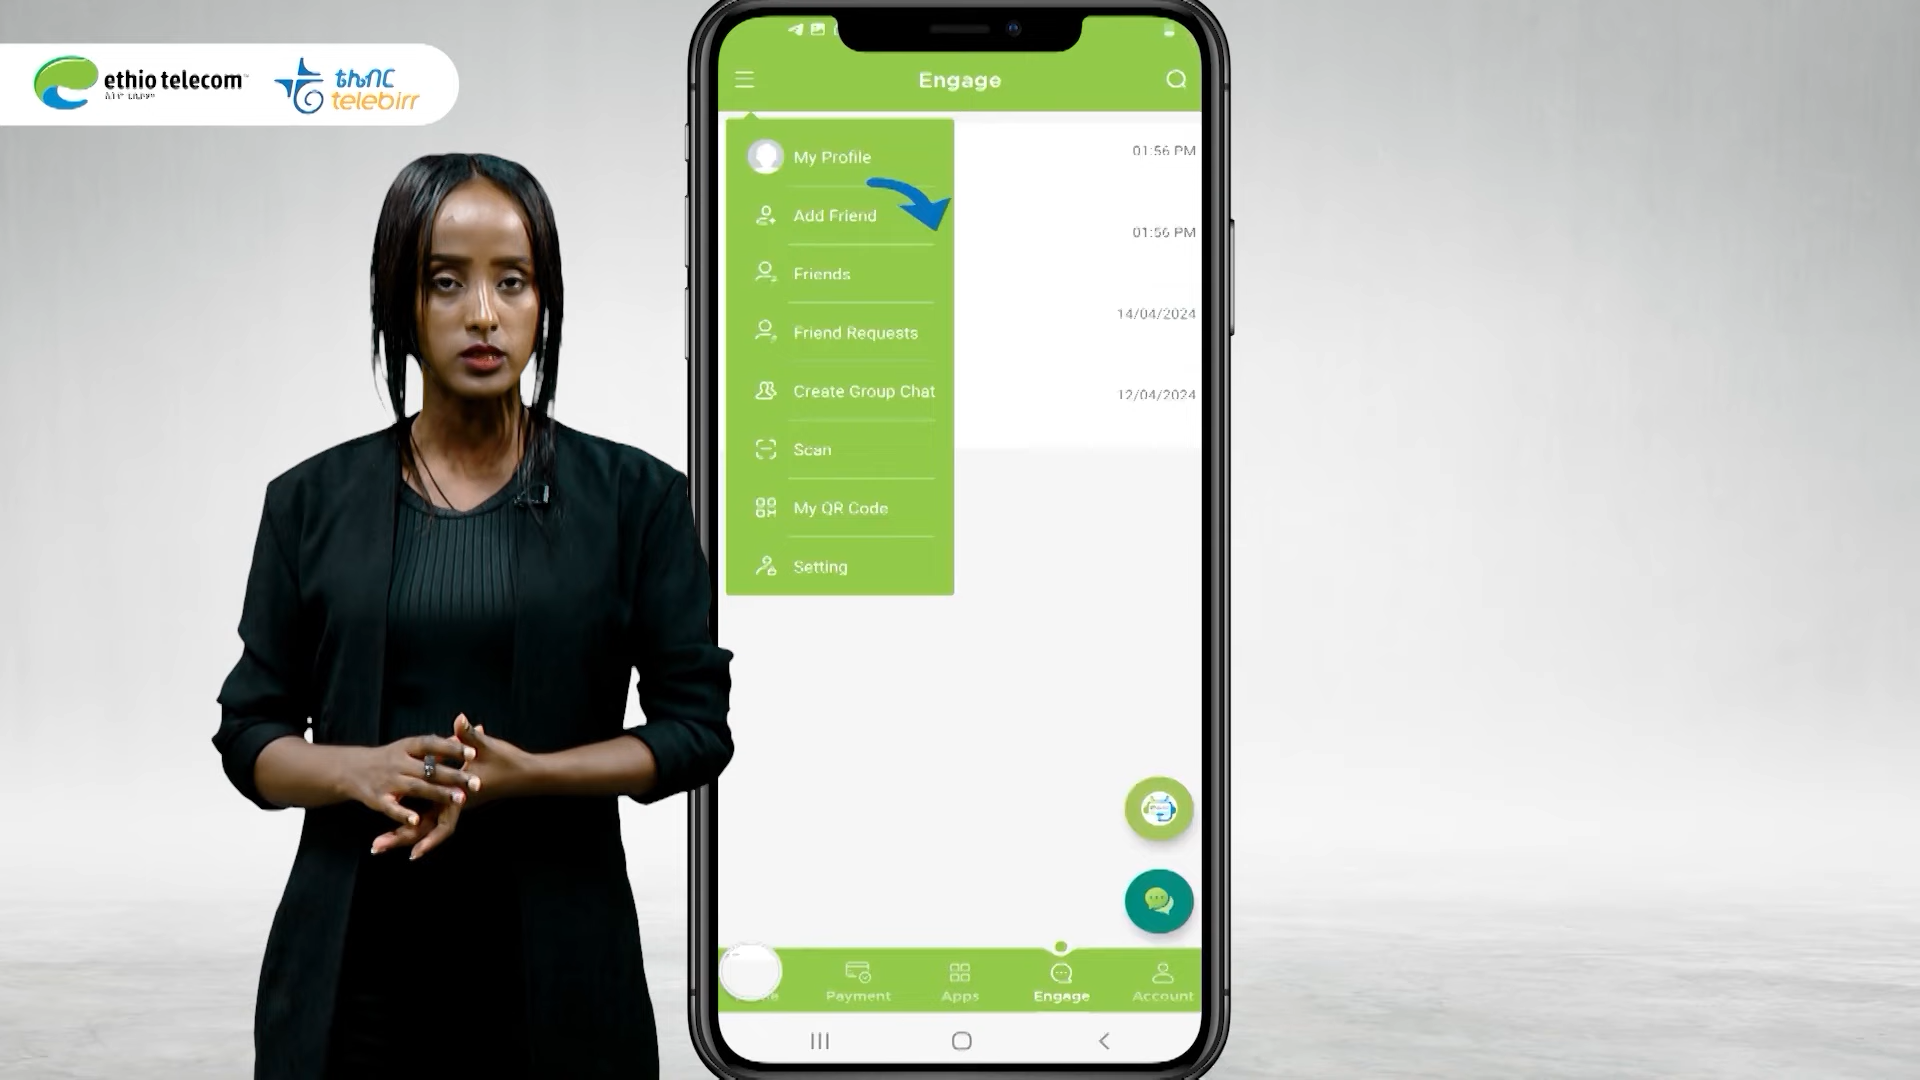 ethio telecom
ቴሌብር
telebirr
Engage
My Profile
01:56 PM
Add Friend
01:56 PM
Friends
14/04/2024
Friend Requests
Create Group Chat
12/04/2024
Scan
My QR Code
Setting
Payment
Apps
Engage
Account